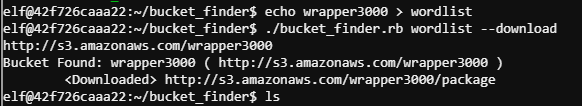 elf@42f726caaa22:~/bucket_finder$ echo wrapper3000 > wordlist
elf@42f726caaa22:~/bucket_finder$ ./bucket_finder.rb wordlist --download
http://s3.amazonaws.com/wrapper3000
Bucket Found: wrapper3000 ( http://s3.amazonaws.com/wrapper3000 )
        <Downloaded> http://s3.amazonaws.com/wrapper3000/package
elf@42f726caaa22:~/bucket_finder$ ls